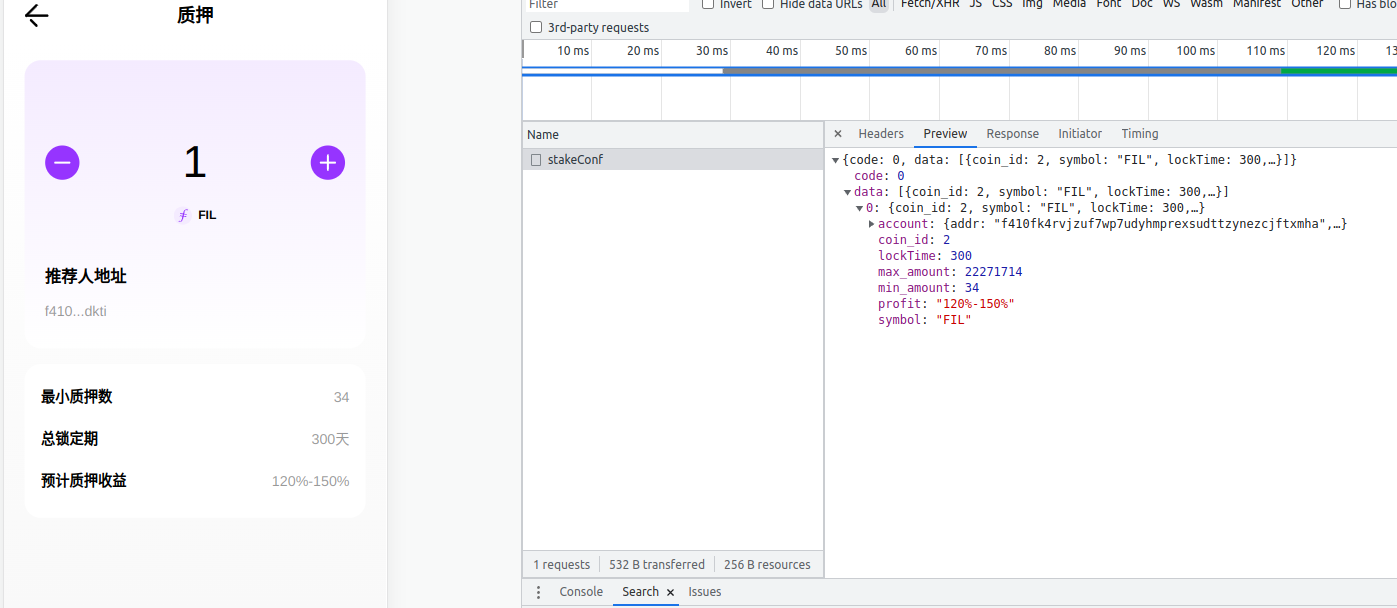 质押
1
FIL
推荐人地址
f410...dkti
最小质押数 34
总锁定期 300天
预计质押收益 120%-150%
Filter Invert Hide data URLs All Fetch/XHR JS CSS Img Media Font Doc WS Wasm Manifest Other Has blo
3rd-party requests
10 ms 20 ms 30 ms 40 ms 50 ms 60 ms 70 ms 80 ms 90 ms 100 ms 110 ms 120 ms 13
Name
stakeConf
1 requests 532 B transferred 256 B resources
Headers Preview Response Initiator Timing
{code: 0, data: [{coin_id: 2, symbol: "FIL", lockTime: 300,…}]}
code: 0
data: [{coin_id: 2, symbol: "FIL", lockTime: 300,…}]
0: {coin_id: 2, symbol: "FIL", lockTime: 300,…}
account: {addr: "f410fk4rvjzuf7wp7udyhmprexsudttzynezcjftxmha",…}
coin_id: 2
lockTime: 300
max_amount: 22271714
min_amount: 34
profit: "120%-150%"
symbol: "FIL"
Console Search Issues